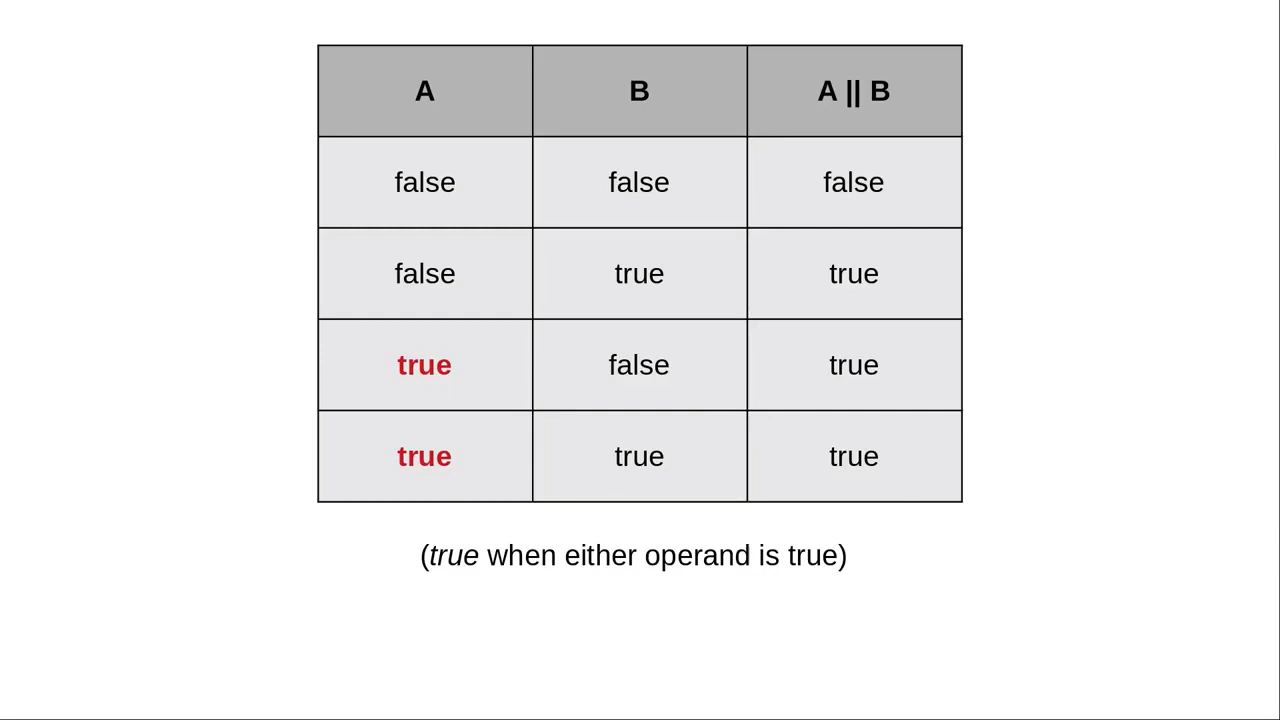 A B A || B
false false false
false true true
true false true
true true true
(true when either operand is true)